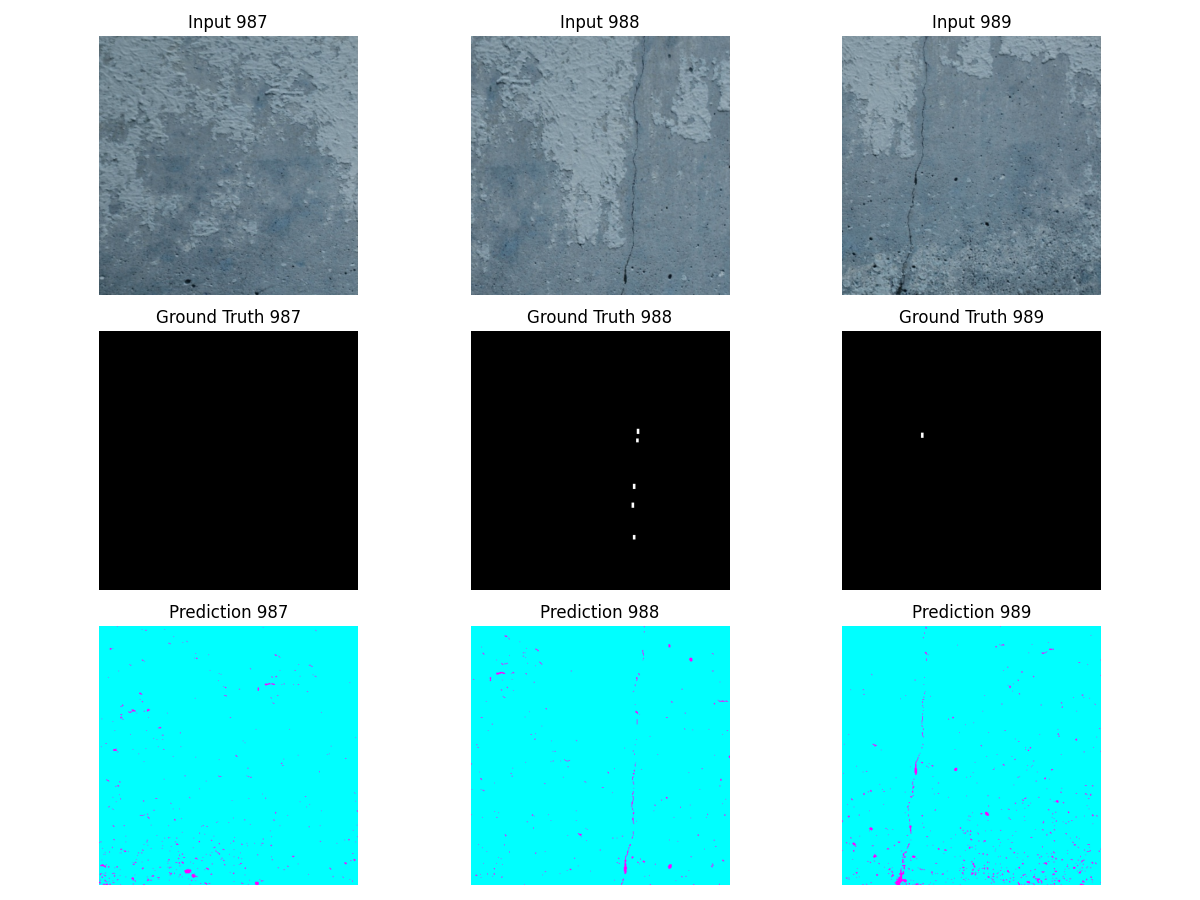 Input 987
Input 988
Input 989
Ground Truth 987
Ground Truth 988
Ground Truth 989
Prediction 987
Prediction 988
Prediction 989